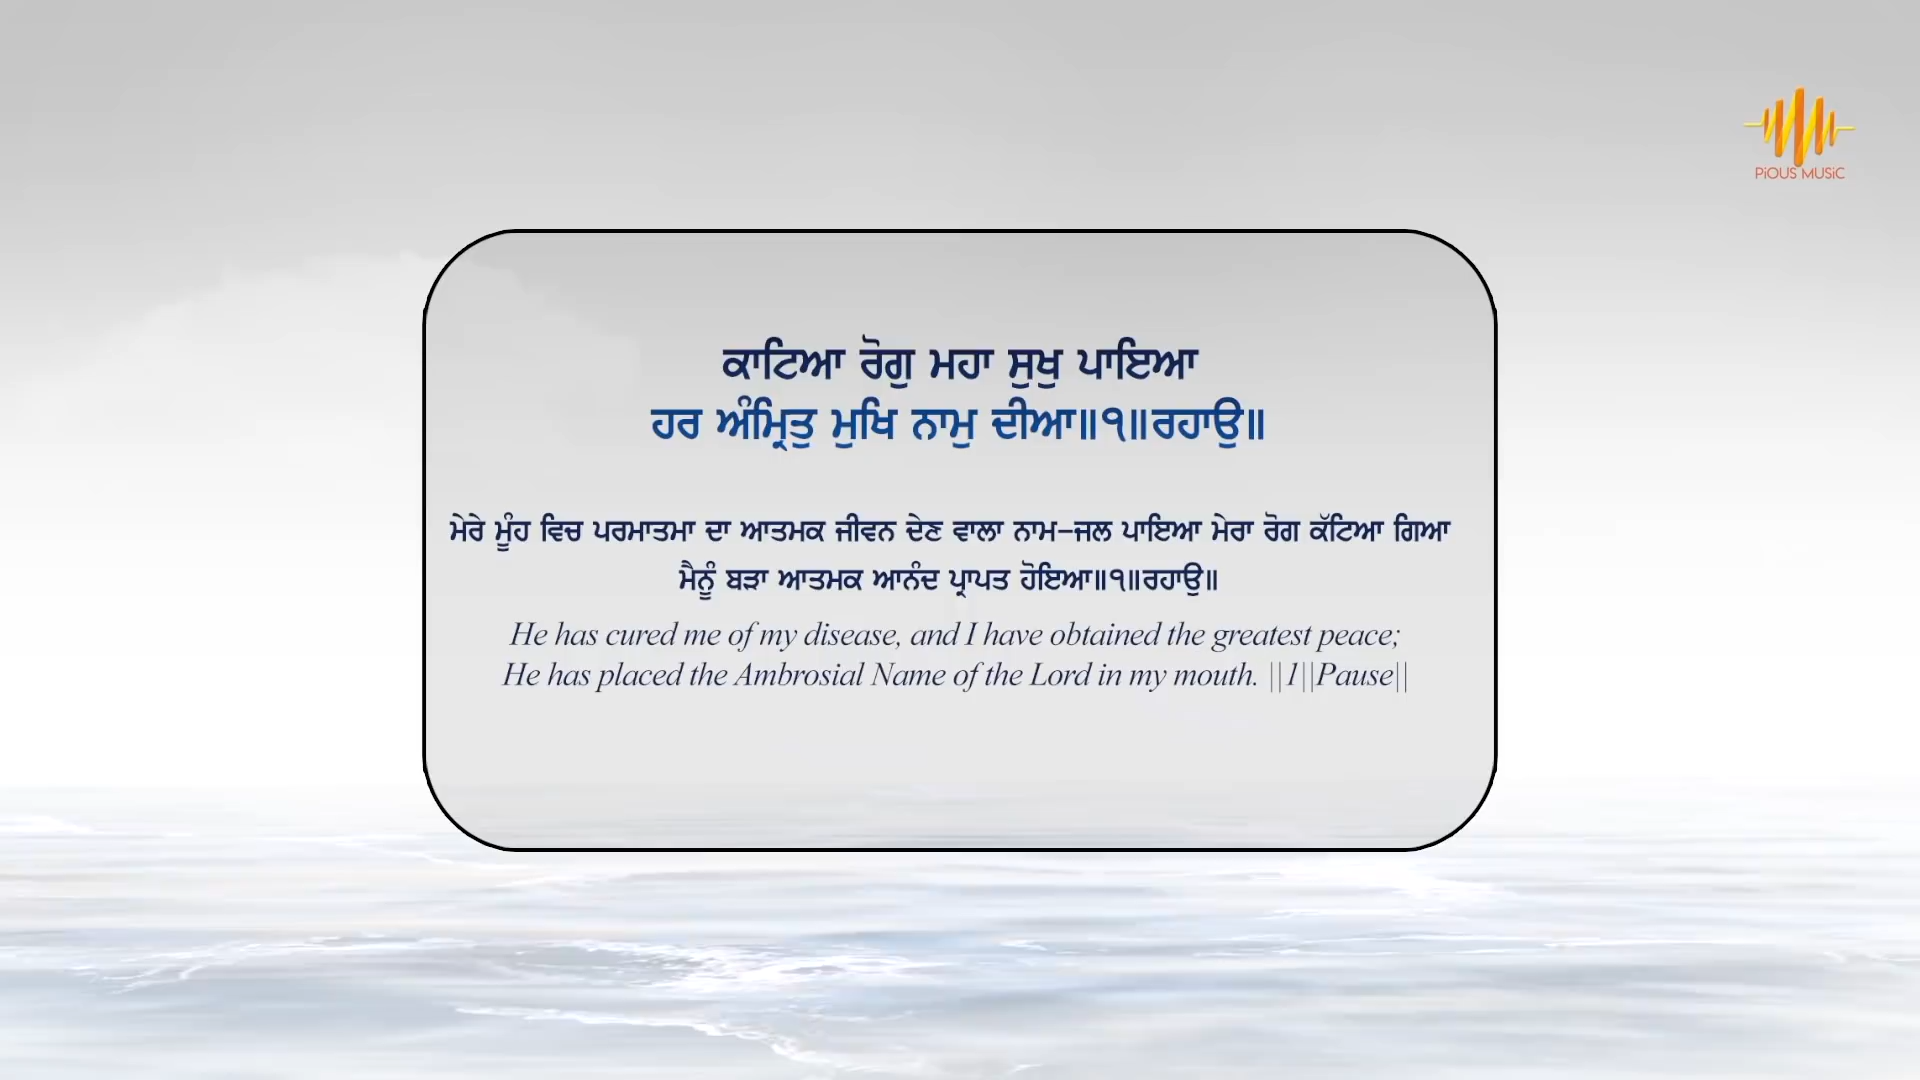 PiOUS MUSiC
ਕਾਟਿਆ ਰੋਗੁ ਮਹਾ ਸੁਖੁ ਪਾਇਆ
ਹਰ ਅੰਮ੍ਰਿਤੁ ਮੁਖਿ ਨਾਮੁ ਦੀਆ॥੧॥ਰਹਾਉ॥
ਮੇਰੇ ਮੂੰਹ ਵਿਚ ਪਰਮਾਤਮਾ ਦਾ ਆਤਮਕ ਜੀਵਨ ਦੇਣ ਵਾਲਾ ਨਾਮ-ਜਲ ਪਾਇਆ ਮੇਰਾ ਰੋਗ ਕੱਟਿਆ ਗਿਆ
ਮੈਨੂੰ ਬੜਾ ਆਤਮਕ ਆਨੰਦ ਪ੍ਰਾਪਤ ਹੋਇਆ॥੧॥ਰਹਾਉ॥
He has cured me of my disease, and I have obtained the greatest peace;
He has placed the Ambrosial Name of the Lord in my mouth. ||1||Pause||